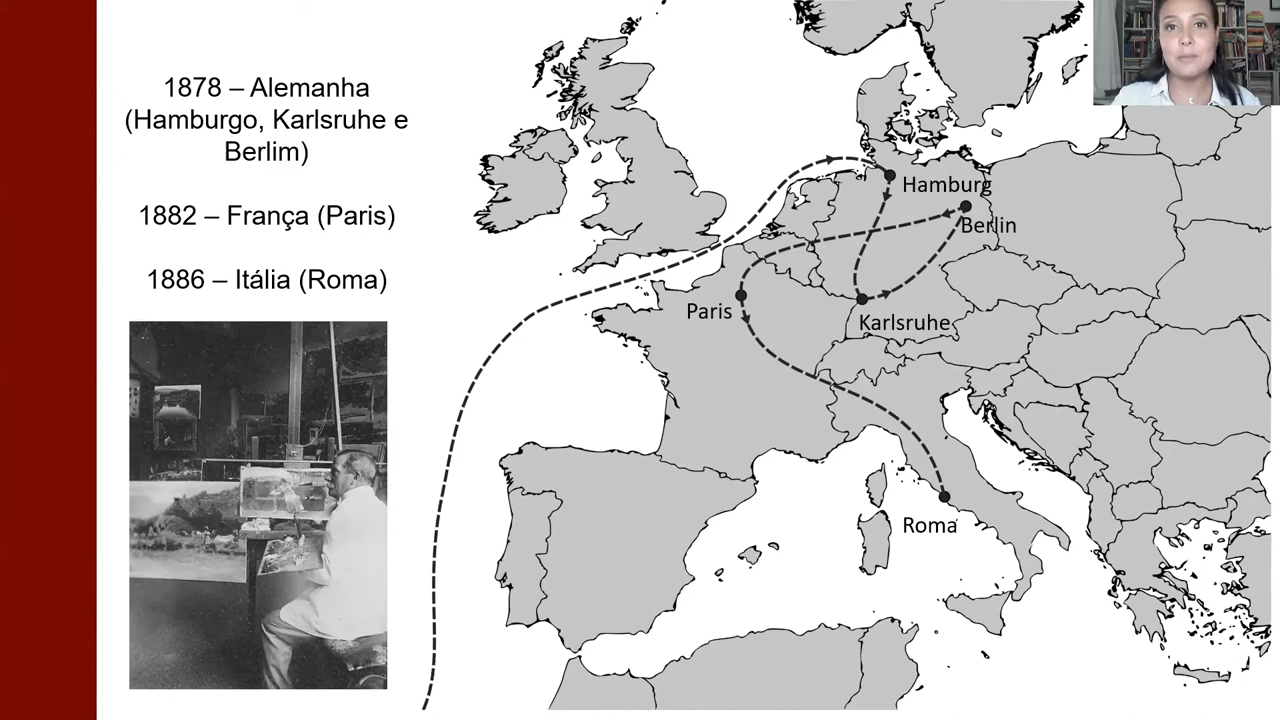 1878 – Alemanha
(Hamburgo, Karlsruhe e
Berlim)
1882 – França (Paris)
1886 – Itália (Roma)
Hamburg
Berlin
Paris
Karlsruhe
Roma